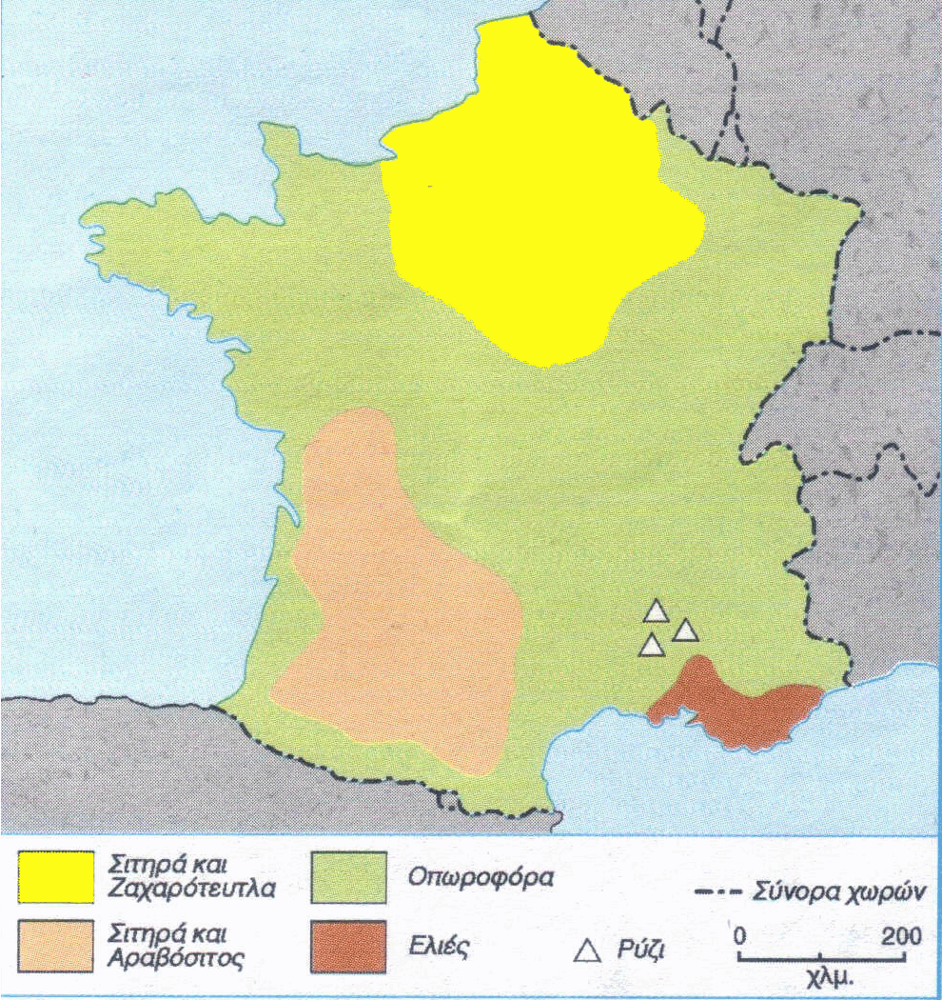 Σιτηρά και
Ζαχαρότευτλα
Σιτηρά και
Αραβόσιτος
Οπωροφόρα
Ελιές
Ρύζι
Σύνορα χωρών
0 200
χλμ.